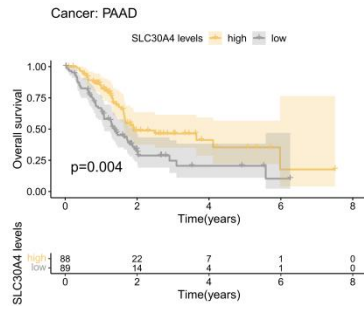 Cancer: PAAD
SLC30A4 levels high low
Overall survival
1.00
0.75
0.50
0.25
0.00
p=0.004
0 2 4 6 8
Time(years)
SLC30A4 levels
high 88 22 7 1 0
low 89 14 4 1 0
0 2 4 6 8
Time(years)